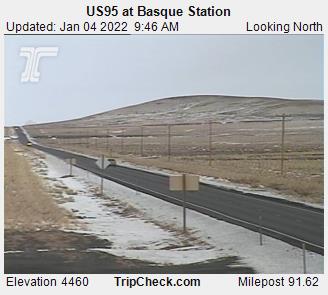 US95 at Basque Station
Updated: Jan 04 2022 9:46 AM Looking North
Elevation 4460 TripCheck.com Milepost 91.62